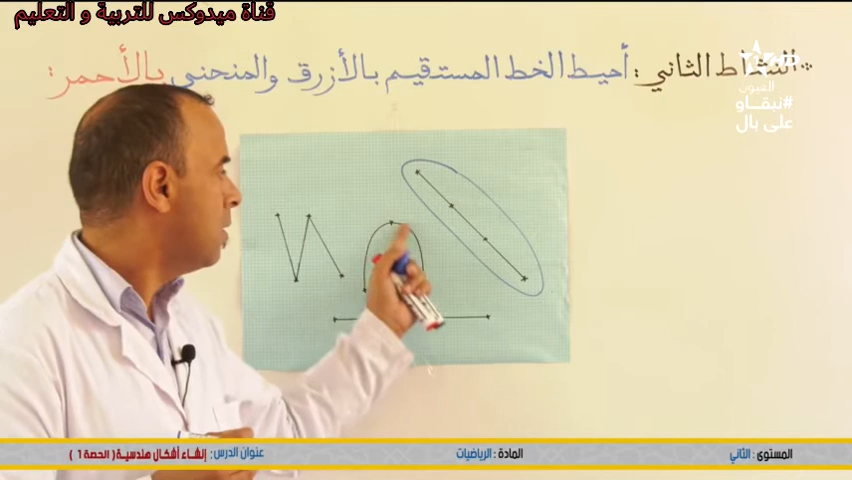 قناة ميدوكس للتربية و التعليم
* النشاط الثاني: أحيط الخط المستقيم بالأزرق والمنحنى بالأحمر:
العيون
#نبقاو
على بال
المستوى : الثاني
المادة : الرياضيات
عنوان الدرس: إنشاء أشكال هندسية ( الحصة 1 )